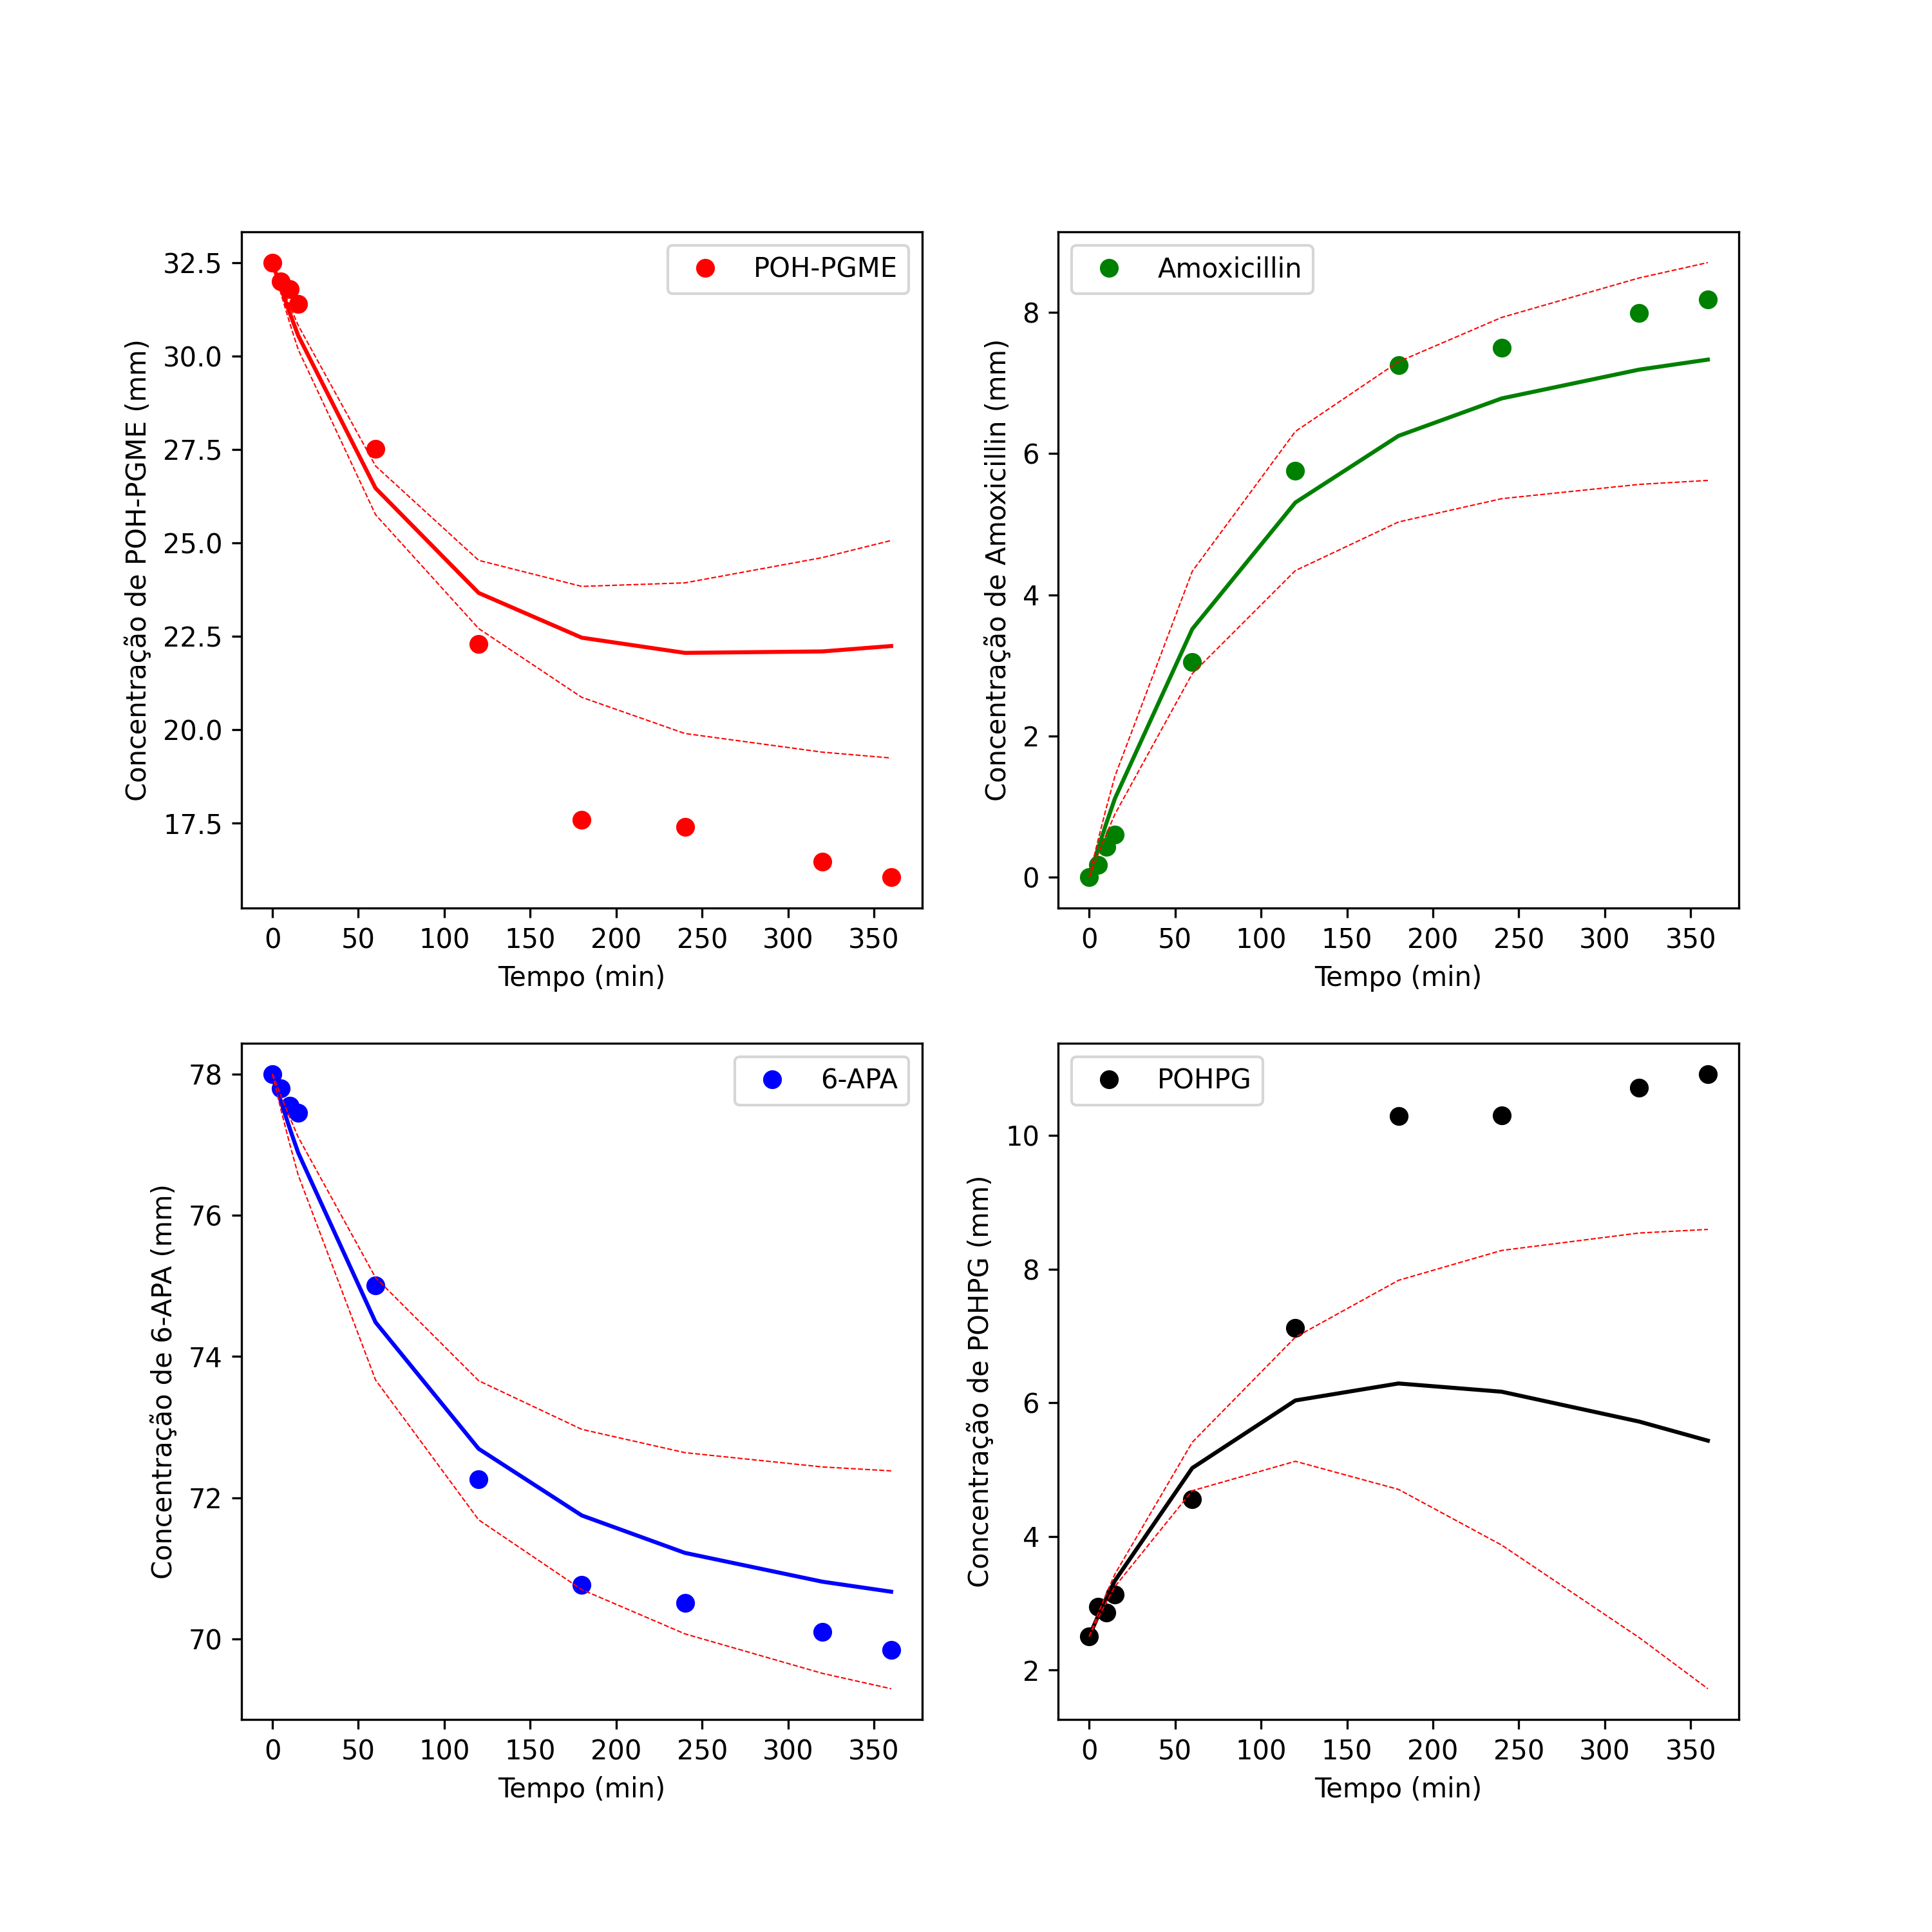 POH-PGME
32.5
30.0
27.5
25.0
22.5
20.0
17.5
Concentração de POH-PGME (mm)
0 50 100 150 200 250 300 350
Tempo (min)
Amoxicillin
8
6
4
2
0
Concentração de Amoxicillin (mm)
0 50 100 150 200 250 300 350
Tempo (min)
6-APA
78
76
74
72
70
Concentração de 6-APA (mm)
0 50 100 150 200 250 300 350
Tempo (min)
POHPG
10
8
6
4
2
Concentração de POHPG (mm)
0 50 100 150 200 250 300 350
Tempo (min)